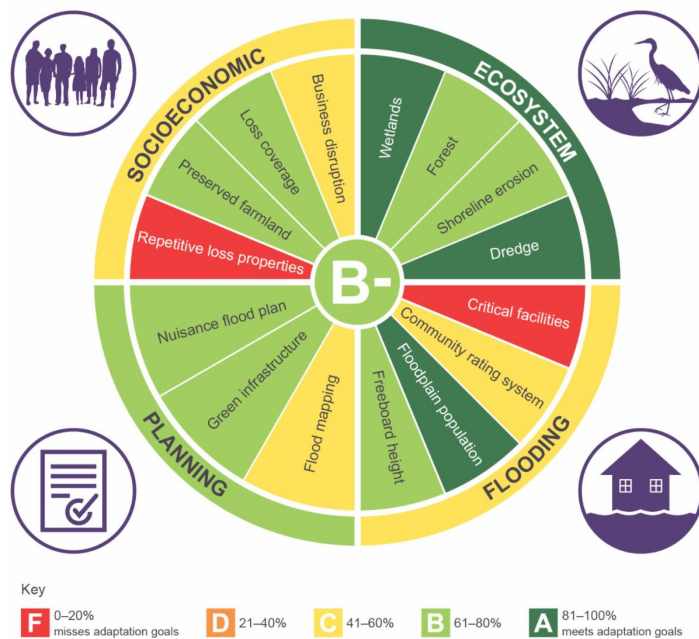 SOCIOECONOMIC
Repetitive loss properties
Preserved farmland
Loss coverage
Business disruption
ECOSYSTEM
Wetlands
Forest
Shoreline erosion
Dredge
B-
FLOODING
Critical facilities
Community rating system
Floodplain population
Freeboard height
PLANNING
Flood mapping
Green infrastructure
Nuisance flood plan
Key
F 0–20%
misses adaptation goals
D 21–40%
C 41–60%
B 61–80%
A 81–100%
meets adaptation goals